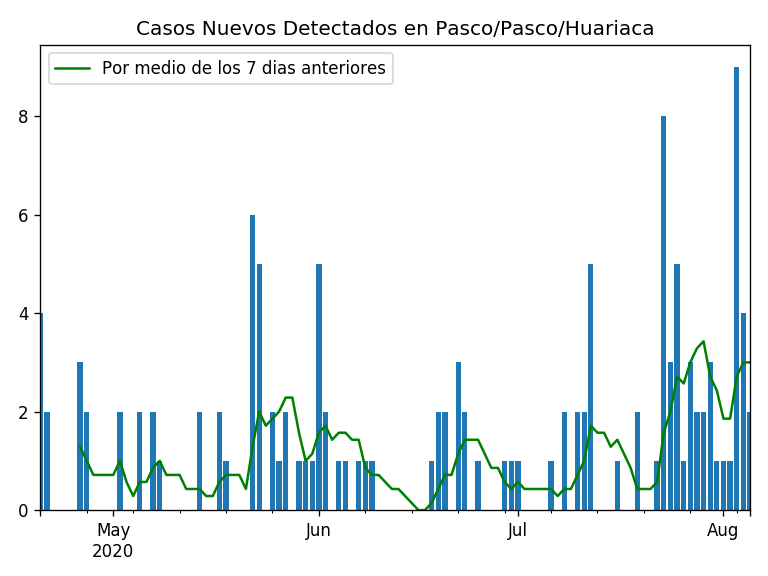 Casos Nuevos Detectados en Pasco/Pasco/Huariaca
Por medio de los 7 dias anteriores
8
6
4
2
0
May Jun Jul Aug
2020